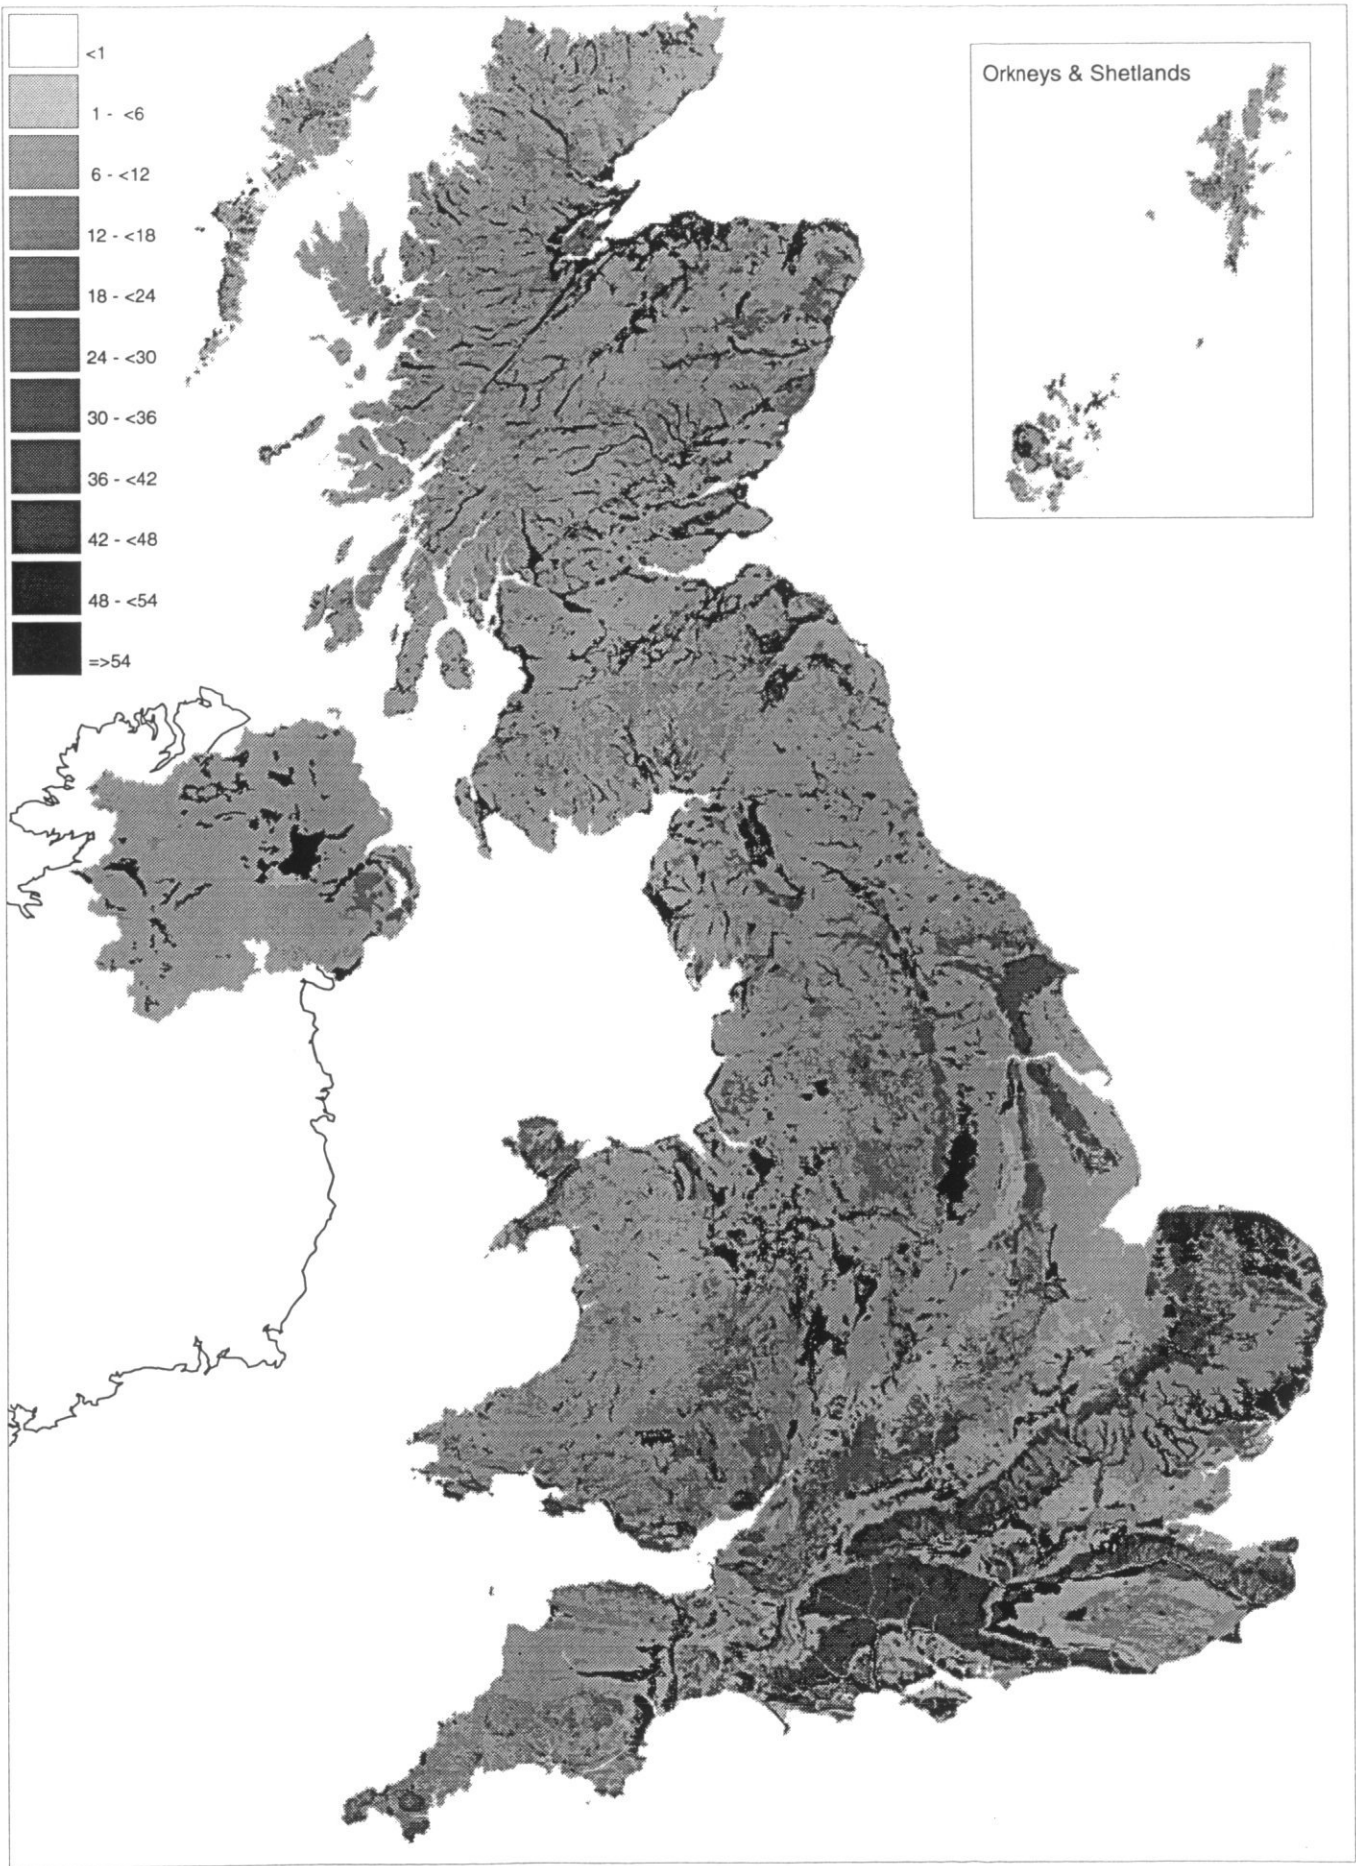 <1
1 - <6
6 - <12
12 - <18
18 - <24
24 - <30
30 - <36
36 - <42
42 - <48
48 - <54
=>54
Orkneys & Shetlands